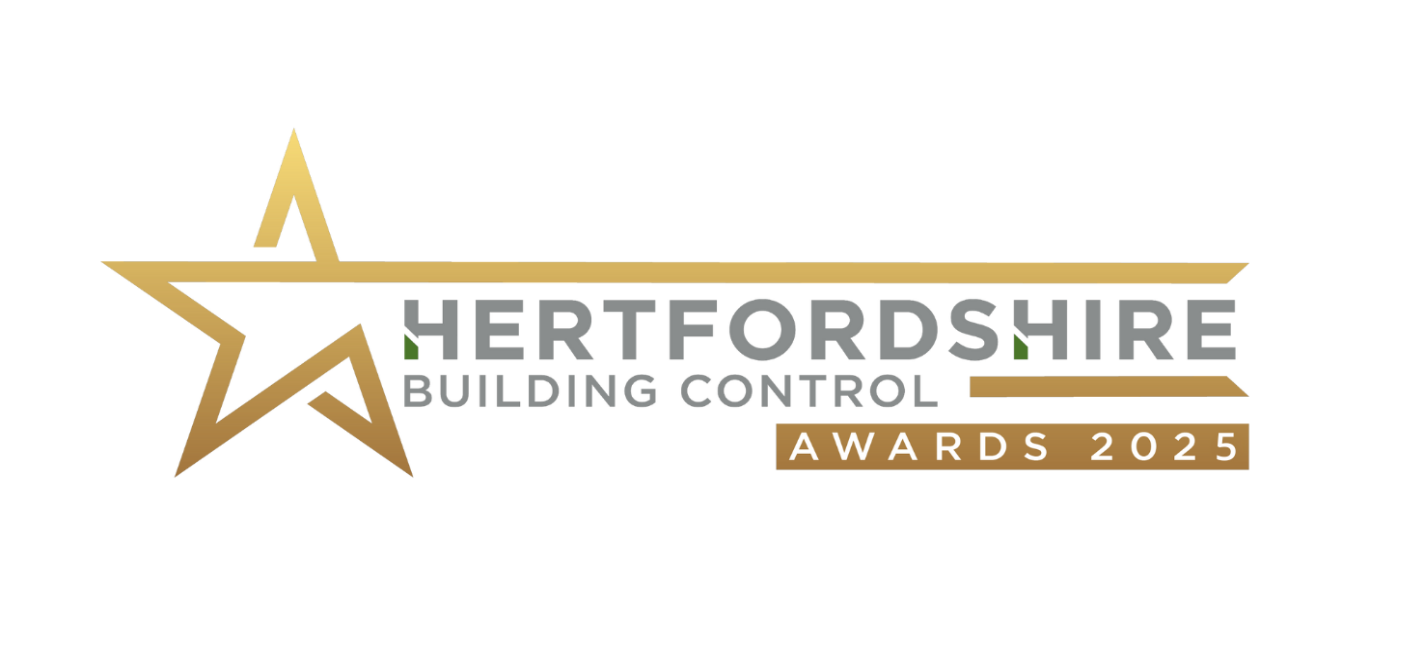 HERTFORDSHIRE
BUILDING CONTROL
AWARDS 2025